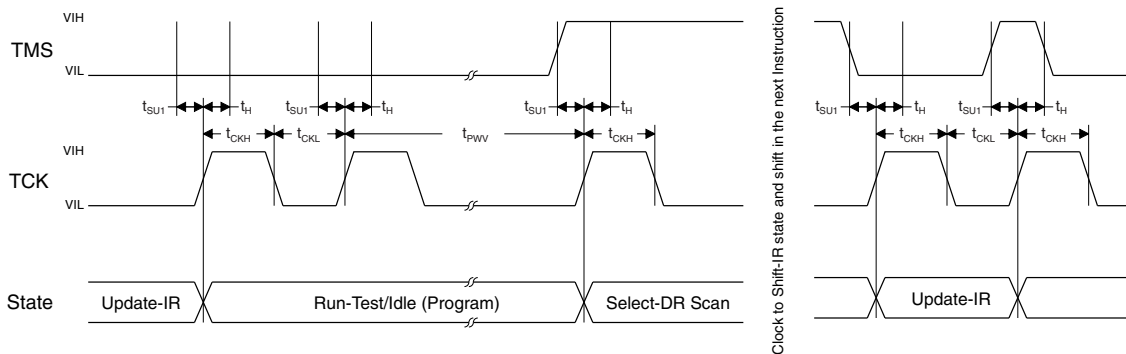 VIH
TMS
VIL
tSU1 tH tSU1 tH tSU1 tH tSU1 tH tSU1 tH
tCKH tCKL tPWV tCKH tCKH tCKL tCKH
VIH
TCK
VIL
State Update-IR Run-Test/Idle (Program) Select-DR Scan Update-IR
Clock to Shift-IR state and shift in the next Instruction